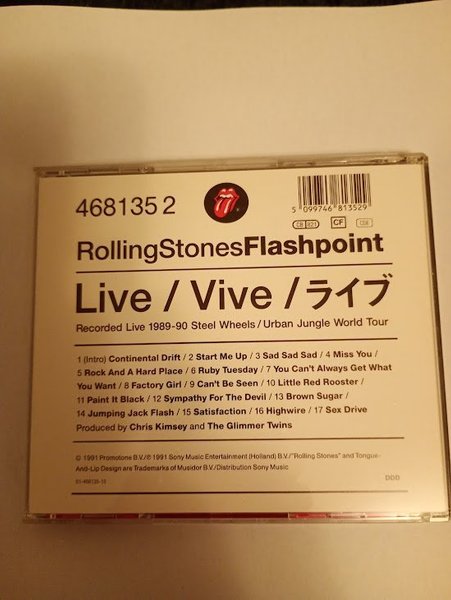 468135 2
5 099746 813529
CB 821
CF
RollingStonesFlashpoint
Live / Vive / ライブ
Recorded Live 1989-90 Steel Wheels / Urban Jungle World Tour
1 (Intro) Continental Drift / 2 Start Me Up / 3 Sad Sad Sad / 4 Miss You /
5 Rock And A Hard Place / 6 Ruby Tuesday / 7 You Can't Always Get What
You Want / 8 Factory Girl / 9 Can't Be Seen / 10 Little Red Rooster /
11 Paint It Black / 12 Sympathy For The Devil / 13 Brown Sugar /
14 Jumping Jack Flash / 15 Satisfaction / 16 Highwire / 17 Sex Drive
Produced by Chris Kimsey and The Glimmer Twins
© 1991 Promotone B.V./℗ 1991 Sony Music Entertainment (Holland) B.V./"Rolling Stones" and Tongue-
And-Lip Design are Trademarks of Musidor B.V./Distribution Sony Music
01-468135-10
DDD